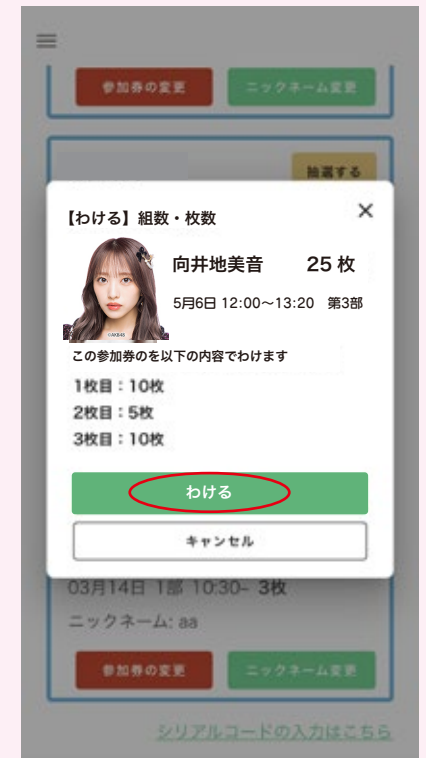 参加券の変更 ニックネーム変更
抽選する
【わける】組数・枚数 ×
向井地美音 25 枚
5月6日 12:00〜13:20 第3部
©AKB48
この参加券のを以下の内容でわけます
1枚目：10枚
2枚目：5枚
3枚目：10枚
わける
キャンセル
03月14日 1部 10:30- 3枚
ニックネーム: aa
参加券の変更 ニックネーム変更
シリアルコードの入力はこちら